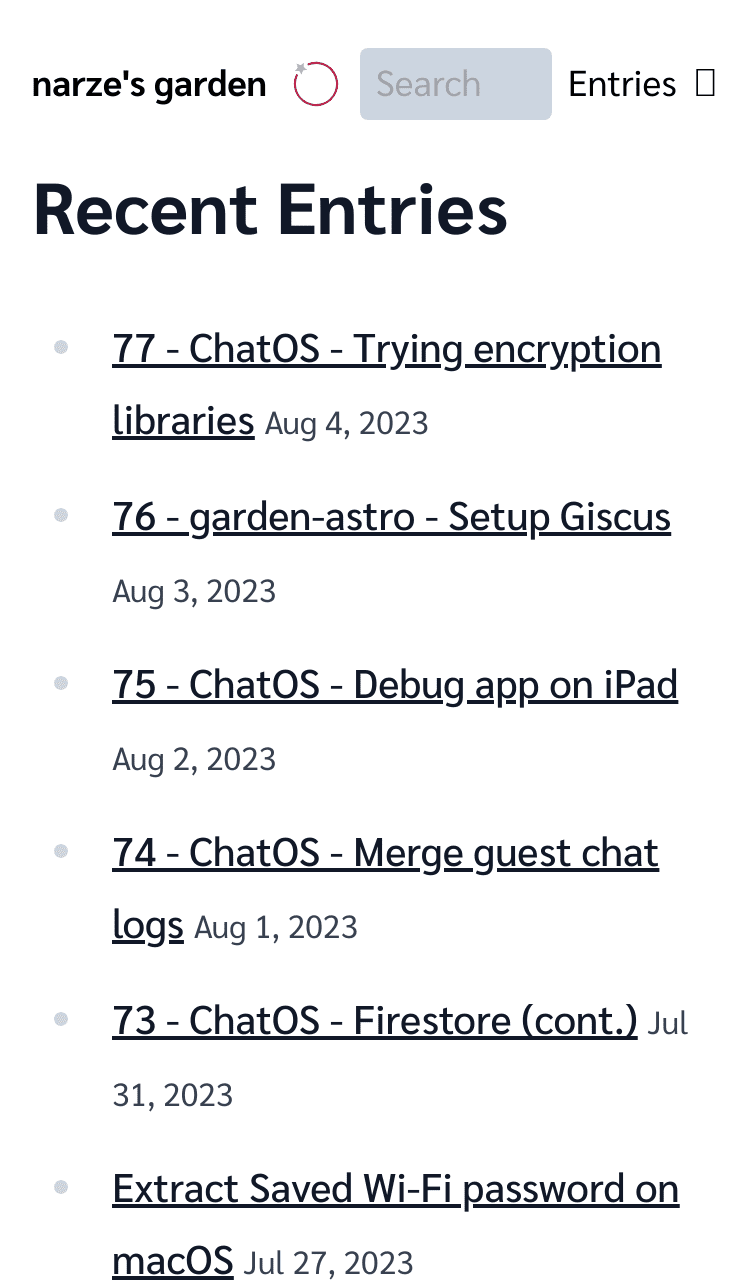 narze's garden Search Entries
Recent Entries
77 - ChatOS - Trying encryption
libraries Aug 4, 2023
76 - garden-astro - Setup Giscus
Aug 3, 2023
75 - ChatOS - Debug app on iPad
Aug 2, 2023
74 - ChatOS - Merge guest chat
logs Aug 1, 2023
73 - ChatOS - Firestore (cont.) Jul
31, 2023
Extract Saved Wi-Fi password on
macOS Jul 27, 2023